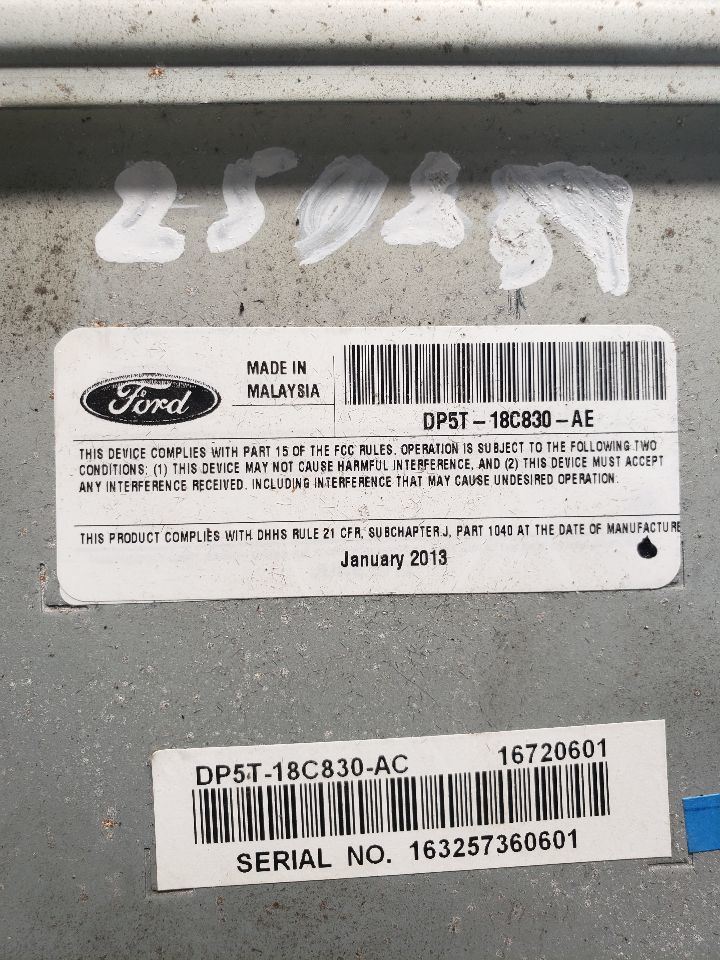 Ford
MADE IN
MALAYSIA
DP5T-18C830-AE
THIS DEVICE COMPLIES WITH PART 15 OF THE FCC RULES. OPERATION IS SUBJECT TO THE FOLLOWING TWO
CONDITIONS: (1) THIS DEVICE MAY NOT CAUSE HARMFUL INTERFERENCE, AND (2) THIS DEVICE MUST ACCEPT
ANY INTERFERENCE RECEIVED. INCLUDING INTERFERENCE THAT MAY CAUSE UNDESIRED OPERATION.
THIS PRODUCT COMPLIES WITH DHHS RULE 21 CFR, SUBCHAPTER J, PART 1040 AT THE DATE OF MANUFACTURE
January 2013
DP5T-18C830-AC 16720601
SERIAL NO. 163257360601